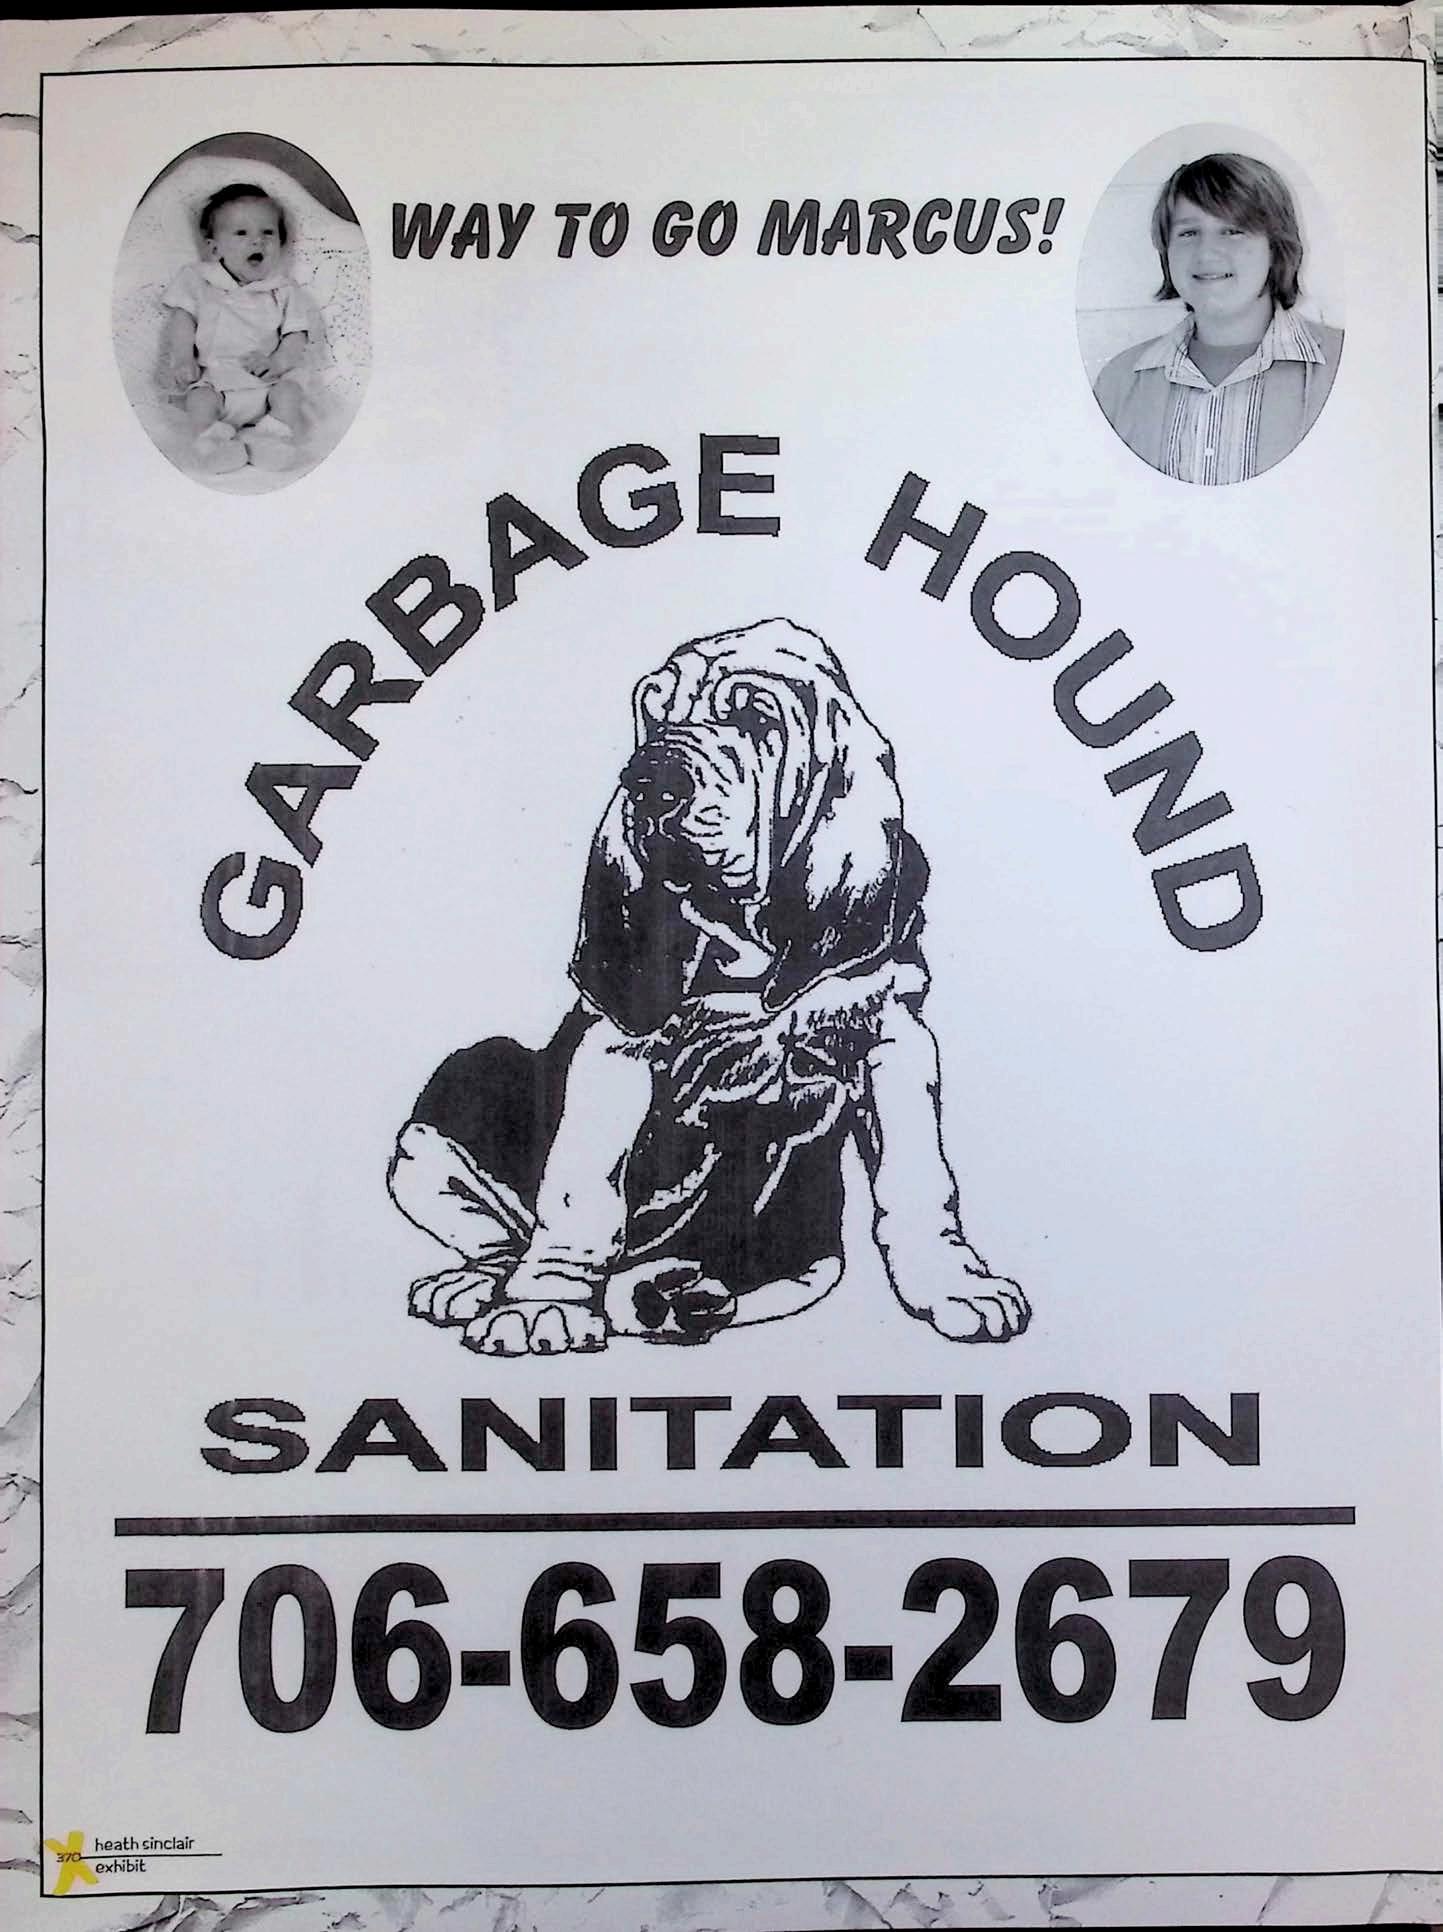 WAY TO GO MARCUS!
GARBAGE HOUND
SANITATION
706-658-2679
370
heath sinclair
exhibit